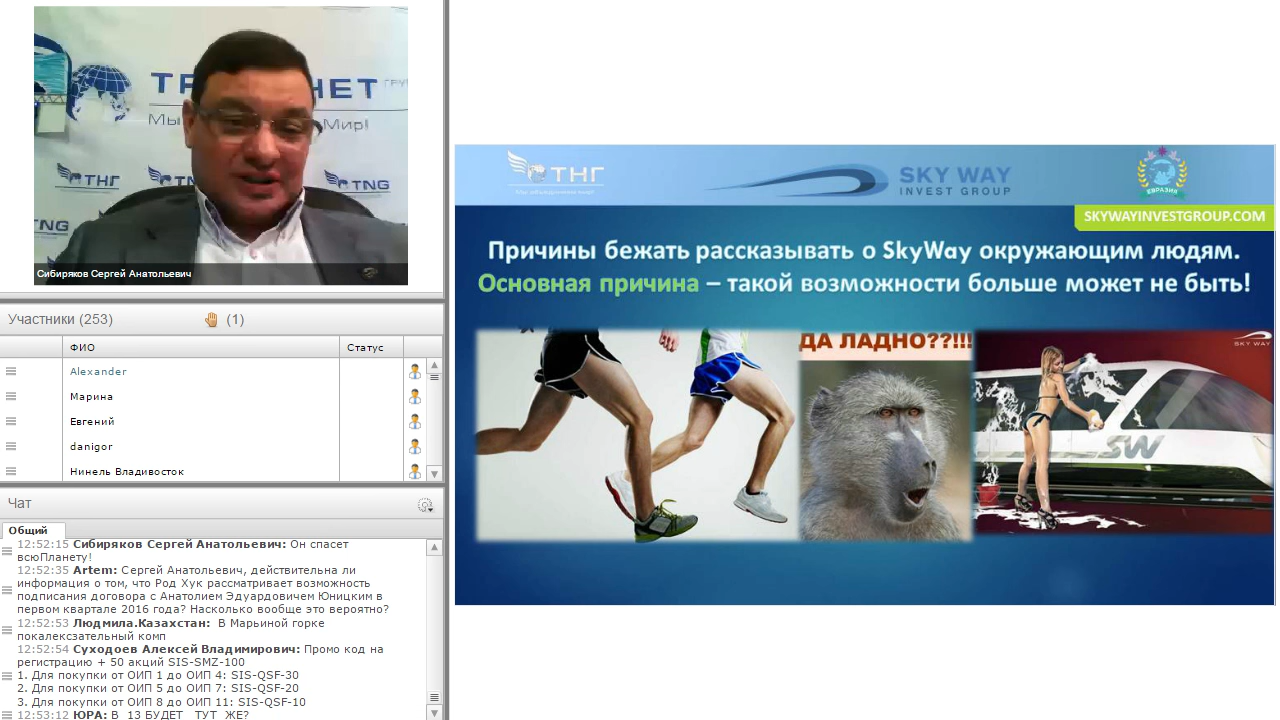 ТНГ
TNG
TNG
Сибиряков Сергей Анатольевич
Участники (253)
(1)
ФИО
Статус
Alexander
Марина
Евгений
danigor
Нинель Владивосток
Чат
Общий
12:52:15 Сибиряков Сергей Анатольевич: Он спасет
всюПланету!
12:52:35 Artem: Сергей Анатольевич, действительна ли
информация о том, что Род Хук рассматривает возможность
подписания договора с Анатолием Эдуардовичем Юницким в
первом квартале 2016 года? Насколько вообще это вероятно?
12:52:53 Людмила.Казахстан: В Марьиной горке
покалексзательный комп
12:52:54 Суходоев Алексей Владимирович: Промо код на
регистрацию + 50 акций SIS-SMZ-100
1. Для покупки от ОИП 1 до ОИП 4: SIS-QSF-30
2. Для покупки от ОИП 5 до ОИП 7: SIS-QSF-20
3. Для покупки от ОИП 8 до ОИП 11: SIS-QSF-10
12:53:12 ЮРА: В 13 БУДЕТ ТУТ ЖЕ?
ТНГ
Мы объединяем мир!
SKY WAY
INVEST GROUP
ЕВРАЗИЯ
SKYWAYINVESTGROUP.COM
Причины бежать рассказывать о SkyWay окружающим людям.
Основная причина – такой возможности больше может не быть!
ДА ЛАДНО??!!!
SKY WAY
SW